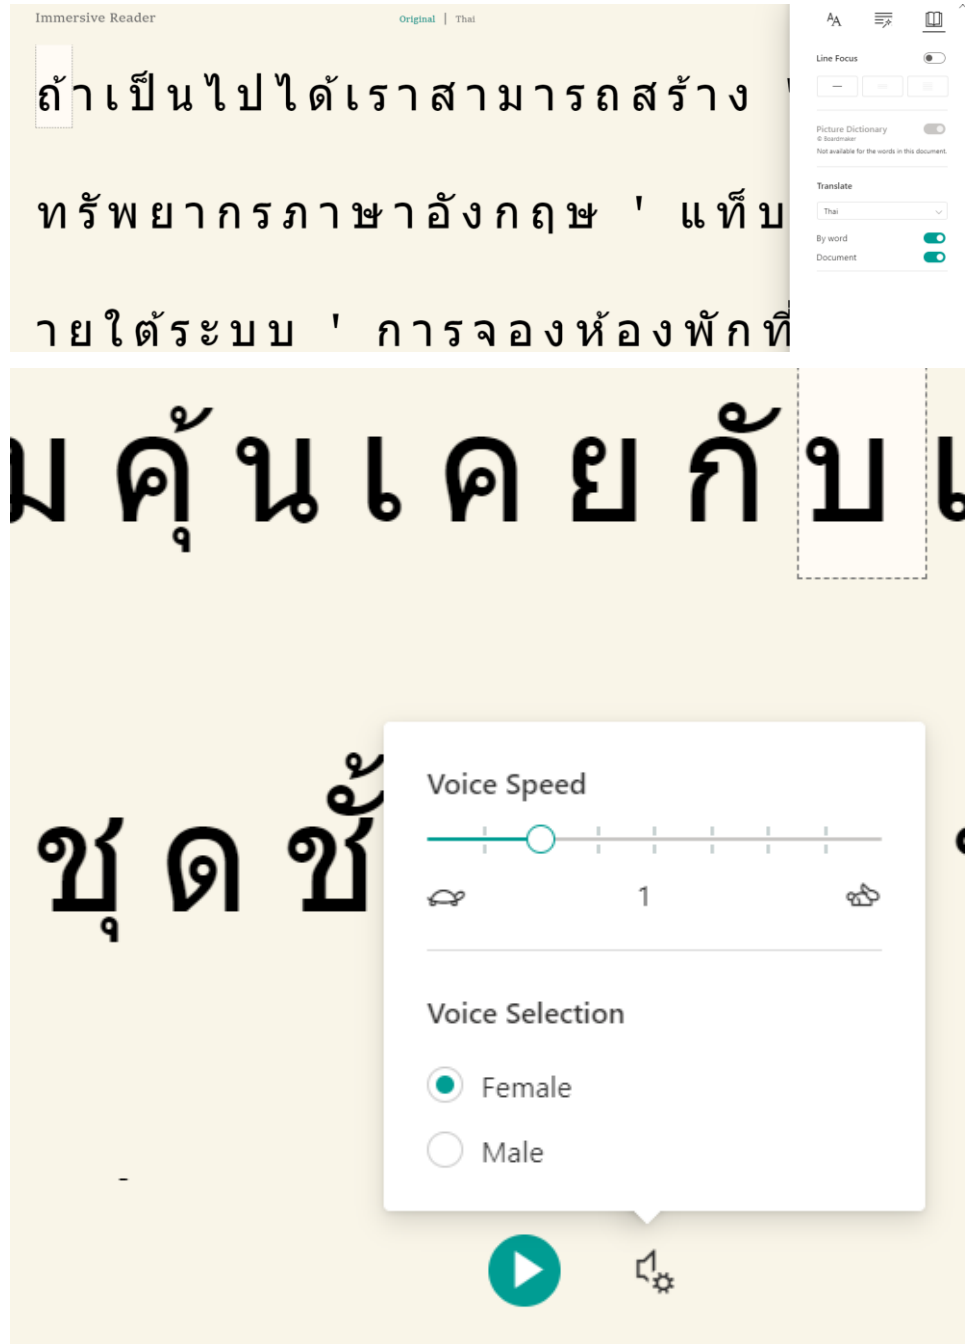 Immersive Reader
Original | Thai
ถ้าเป็นไปได้เราสามารถสร้าง '
ทรัพยากรภาษาอังกฤษ ' แท็บ
ายใต้ระบบ ' การจองห้องพักที่
Line Focus
Picture Dictionary
© Boardmaker
Not available for the words in this document.
Translate
Thai
By word
Document
มคุ้นเคยกับเ
ชุดชั้
Voice Speed
1
Voice Selection
Female
Male